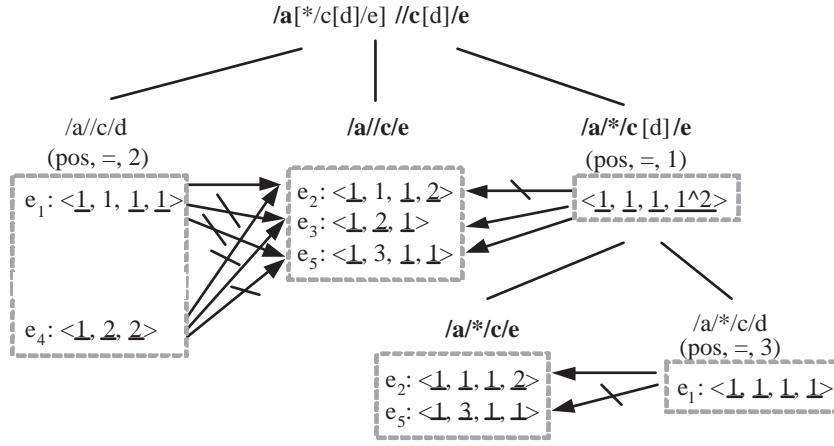 /a[*/c[d]/e] //c[d]/e
/a//c/d
(pos, =, 2)
/a//c/e
/a/*/c [d] /e
(pos, =, 1)
e1: <1, 1, 1, 1>
e4: <1, 2, 2>
e2: <1, 1, 1, 2>
e3: <1, 2, 1>
e5: <1, 3, 1, 1>
<1, 1, 1, 1^2>
/a/*/c/e
e2: <1, 1, 1, 2>
e5: <1, 3, 1, 1>
/a/*/c/d
(pos, =, 3)
e1: <1, 1, 1, 1>